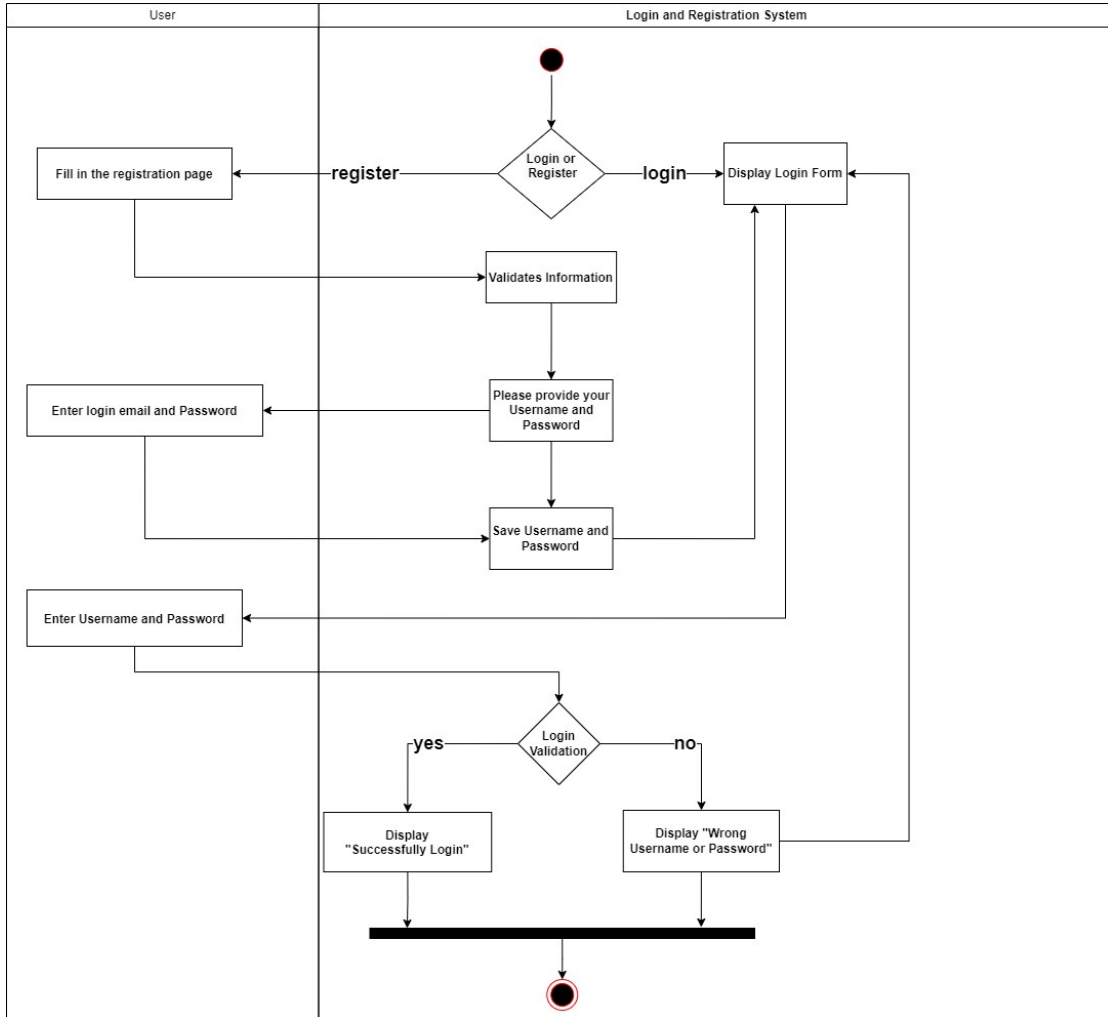 User
Login and Registration System
Login or
Register
register
login
Fill in the registration page
Display Login Form
Validates Information
Please provide your
Username and
Password
Enter login email and Password
Save Username and
Password
Enter Username and Password
Login
Validation
yes
no
Display
"Successfully Login"
Display "Wrong
Username or Password"